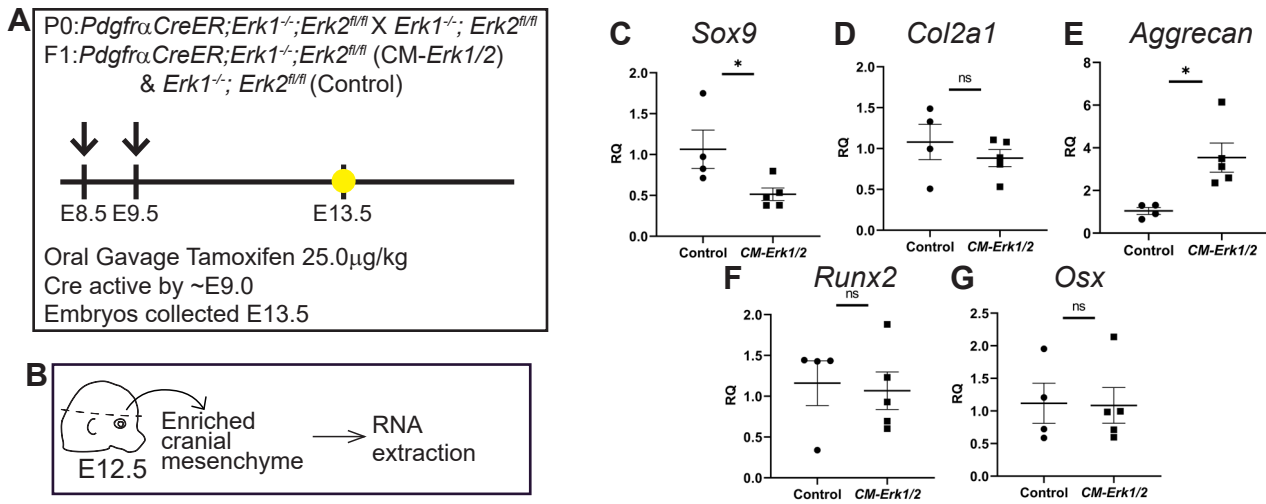 A
P0:PdgfrαCreER;Erk1-/-;Erk2fl/fl X Erk1-/-; Erk2fl/fl
F1:PdgfrαCreER;Erk1-/-;Erk2fl/fl (CM-Erk1/2)
& Erk1-/-; Erk2fl/fl (Control)
E8.5 E9.5 E13.5
Oral Gavage Tamoxifen 25.0μg/kg
Cre active by ~E9.0
Embryos collected E13.5
B
E12.5
Enriched
cranial
mesenchyme
RNA
extraction
C Sox9
*
2.0
1.5
1.0
0.5
0.0
RQ
Control CM-Erk1/2
D Col2a1
ns
2.0
1.5
1.0
0.5
0.0
RQ
Control CM-Erk1/2
E Aggrecan
*
8
6
4
2
0
RQ
Control CM-Erk1/2
F Runx2
ns
2.0
1.5
1.0
0.5
0.0
RQ
Control CM-Erk1/2
G Osx
ns
2.5
2.0
1.5
1.0
0.5
0.0
RQ
Control CM-Erk1/2